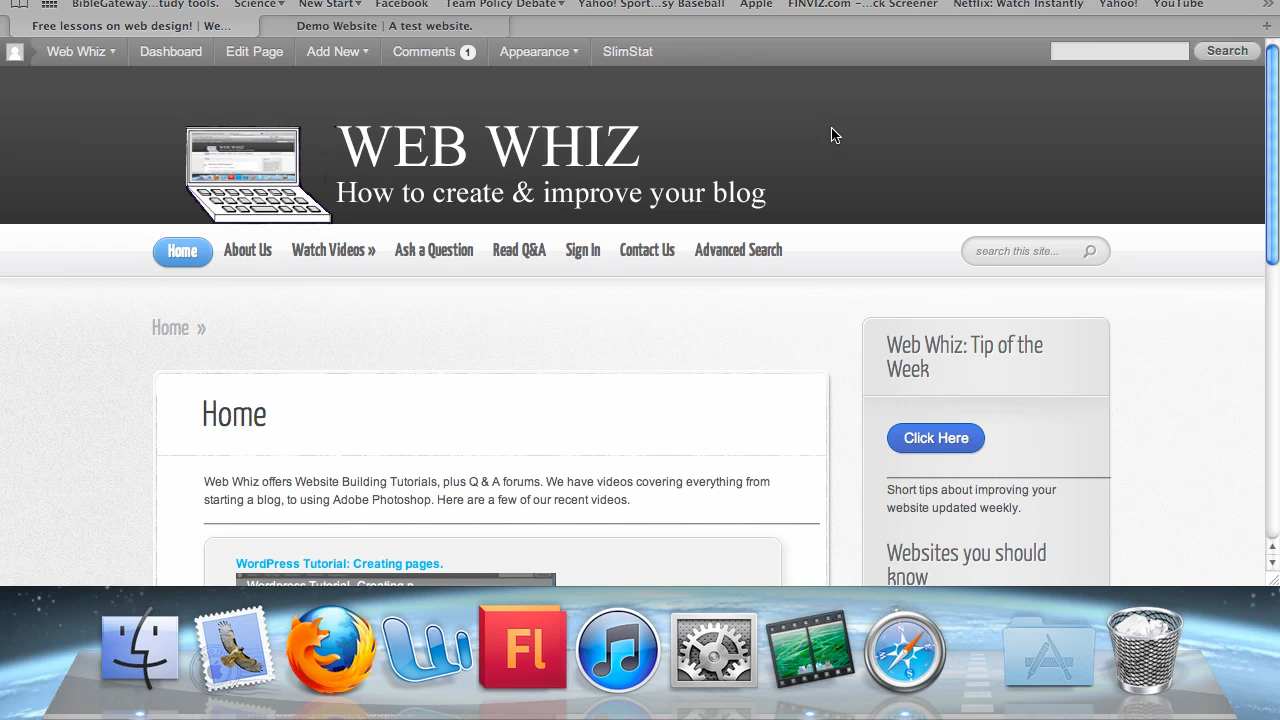 BibleGateway...tudy tools. Science New Start Facebook Team Policy Debate Yahoo! Sport...sy Baseball Apple FINVIZ.com -...ck Screener Netflix: Watch Instantly Yahoo! YouTube
Free lessons on web design! | We... Demo Website | A test website.
Web Whiz Dashboard Edit Page Add New Comments 1 Appearance SlimStat Search
WEB WHIZ
How to create & improve your blog
Home About Us Watch Videos » Ask a Question Read Q&A Sign In Contact Us Advanced Search search this site...
Home »
Web Whiz: Tip of the
Week
Home
Click Here
Web Whiz offers Website Building Tutorials, plus Q & A forums. We have videos covering everything from
starting a blog, to using Adobe Photoshop. Here are a few of our recent videos.
Short tips about improving your
website updated weekly.
Websites you should
know
WordPress Tutorial: Creating pages.
Wordpress Tutorial. Creating p
Fl